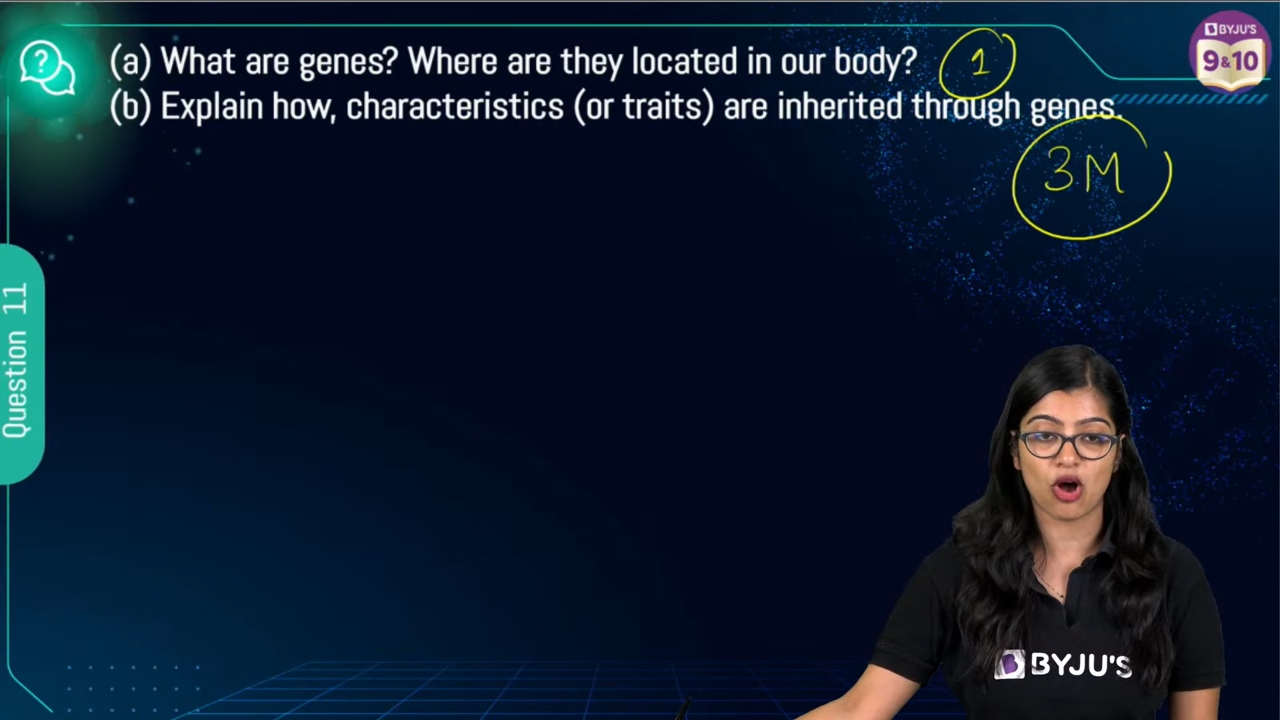 (a) What are genes? Where are they located in our body? 1
(b) Explain how, characteristics (or traits) are inherited through genes.
3 M
BYJU'S
9&10
Question 11
BYJU'S